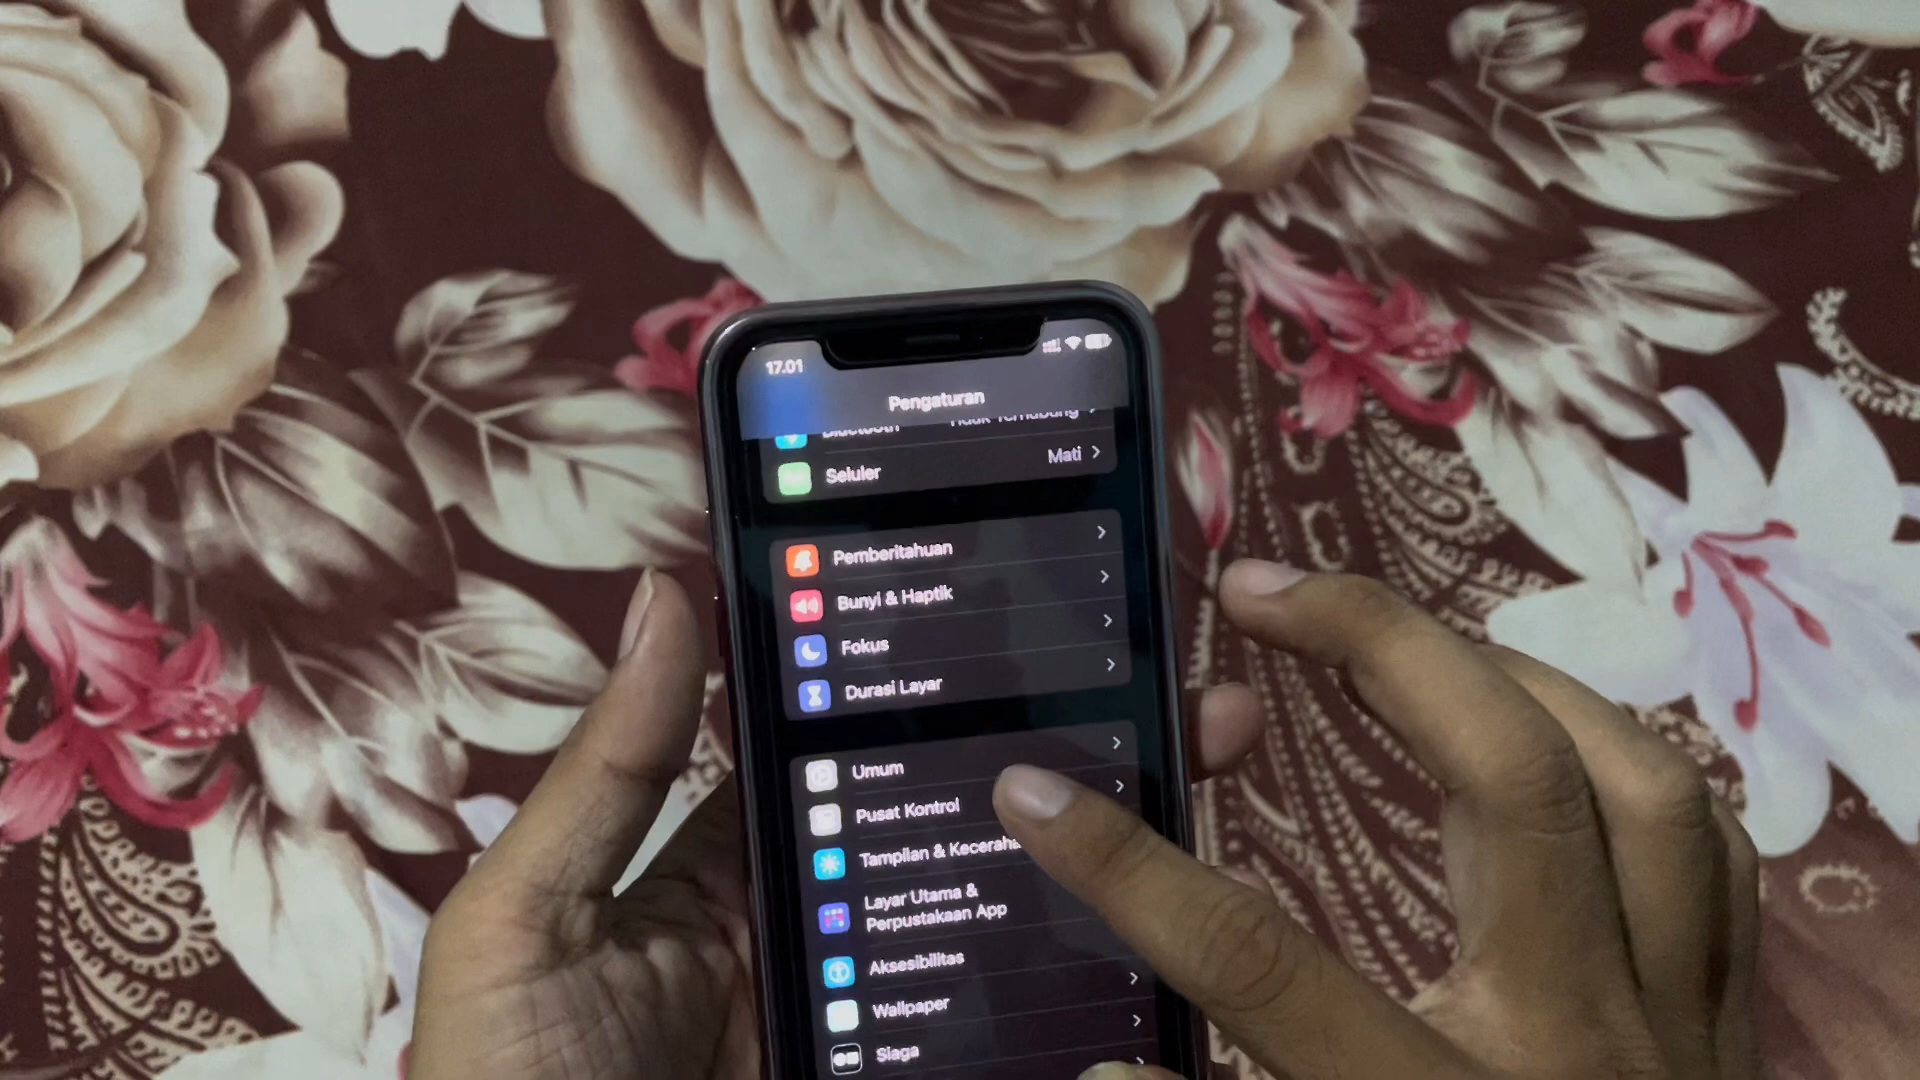 17.01
Pengaturan
Seluler Mati
Pemberitahuan
Bunyi & Haptik
Fokus
Durasi Layar
Umum
Pusat Kontrol
Tampilan &
Layar Utama &
Perpustakaan App
Aksesibilitas
Wallpaper
Siaga